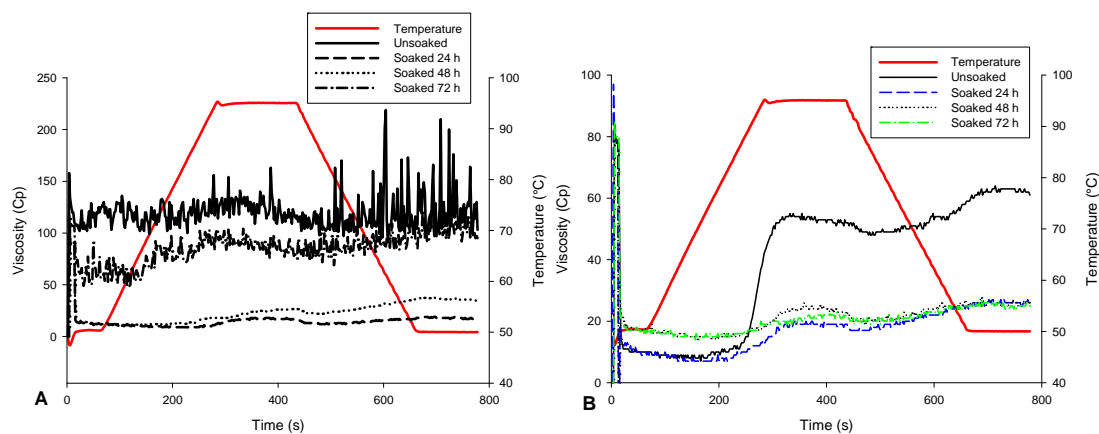 Temperature
Unsoaked
Soaked 24 h
Soaked 48 h
Soaked 72 h
250
200
150
100
50
0
Viscosity (Cp)
100
90
80
70
60
50
40
Temperature (°C)
0 200 400 600 800
Time (s)
A
Temperature
Unsoaked
Soaked 24 h
Soaked 48 h
Soaked 72 h
100
80
60
40
20
0
Viscosity (Cp)
100
90
80
70
60
50
40
Temperature (°C)
0 200 400 600 800
Time (s)
B